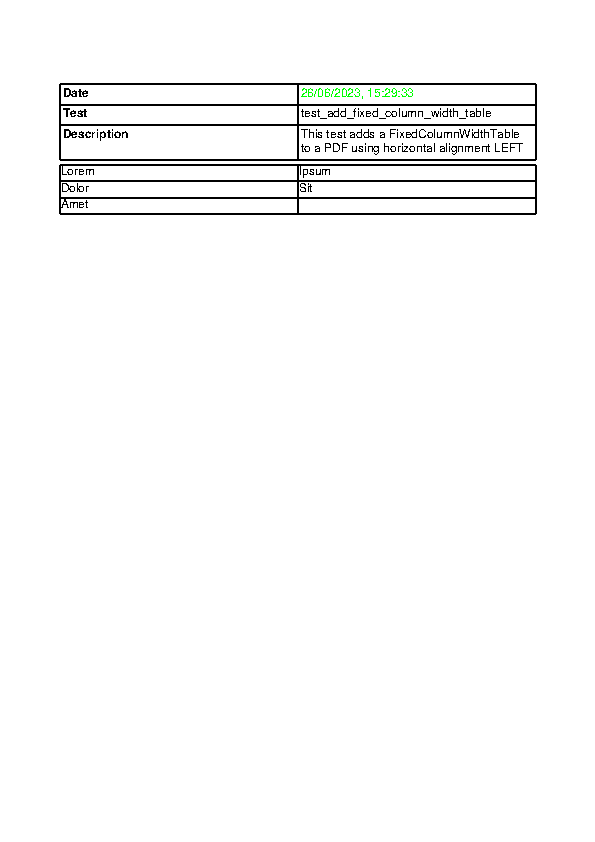 Date 26/06/2023, 15:29:33
Test test_add_fixed_column_width_table
Description This test adds a FixedColumnWidthTable
to a PDF using horizontal alignment LEFT
Lorem Ipsum
Dolor Sit
Amet